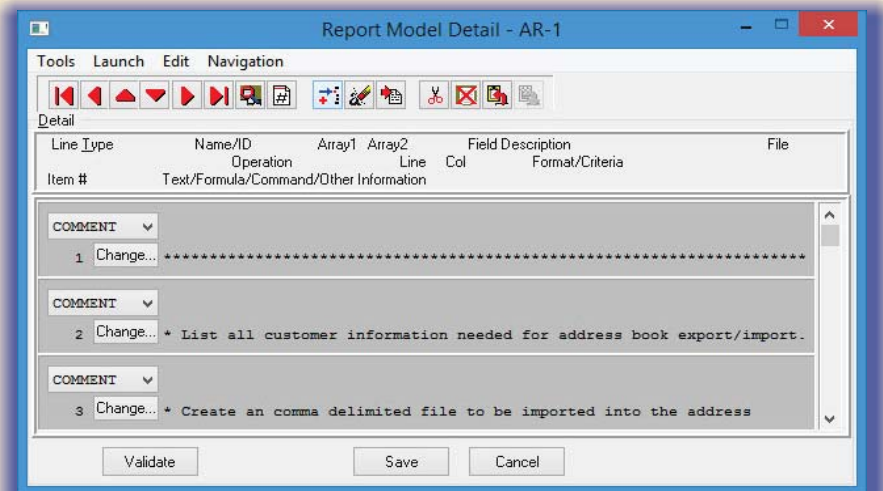 Report Model Detail - AR-1
Tools Launch Edit Navigation
#
Detail
Line Type Name/ID Array1 Array2 Field Description File
Operation Line Col Format/Criteria
Item # Text/Formula/Command/Other Information
COMMENT
1 Change... **********************************************************************
COMMENT
2 Change... * List all customer information needed for address book export/import.
COMMENT
3 Change... * Create an comma delimited file to be imported into the address
Validate Save Cancel